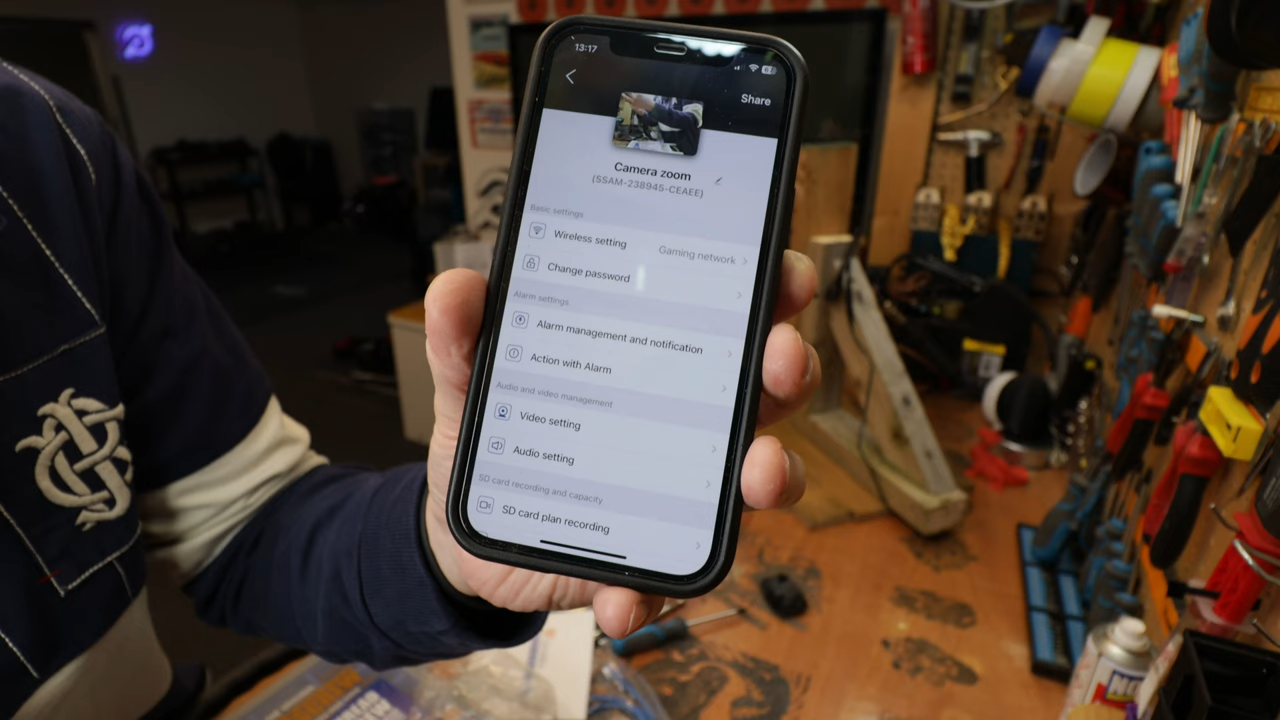 13:17
Share
Camera zoom
(SSAM-238945-CEAEE)
Basic settings
Wireless setting Gaming network
Change password
Alarm settings
Alarm management and notification
Action with Alarm
Audio and video management
Video setting
Audio setting
SD card recording and capacity
SD card plan recording